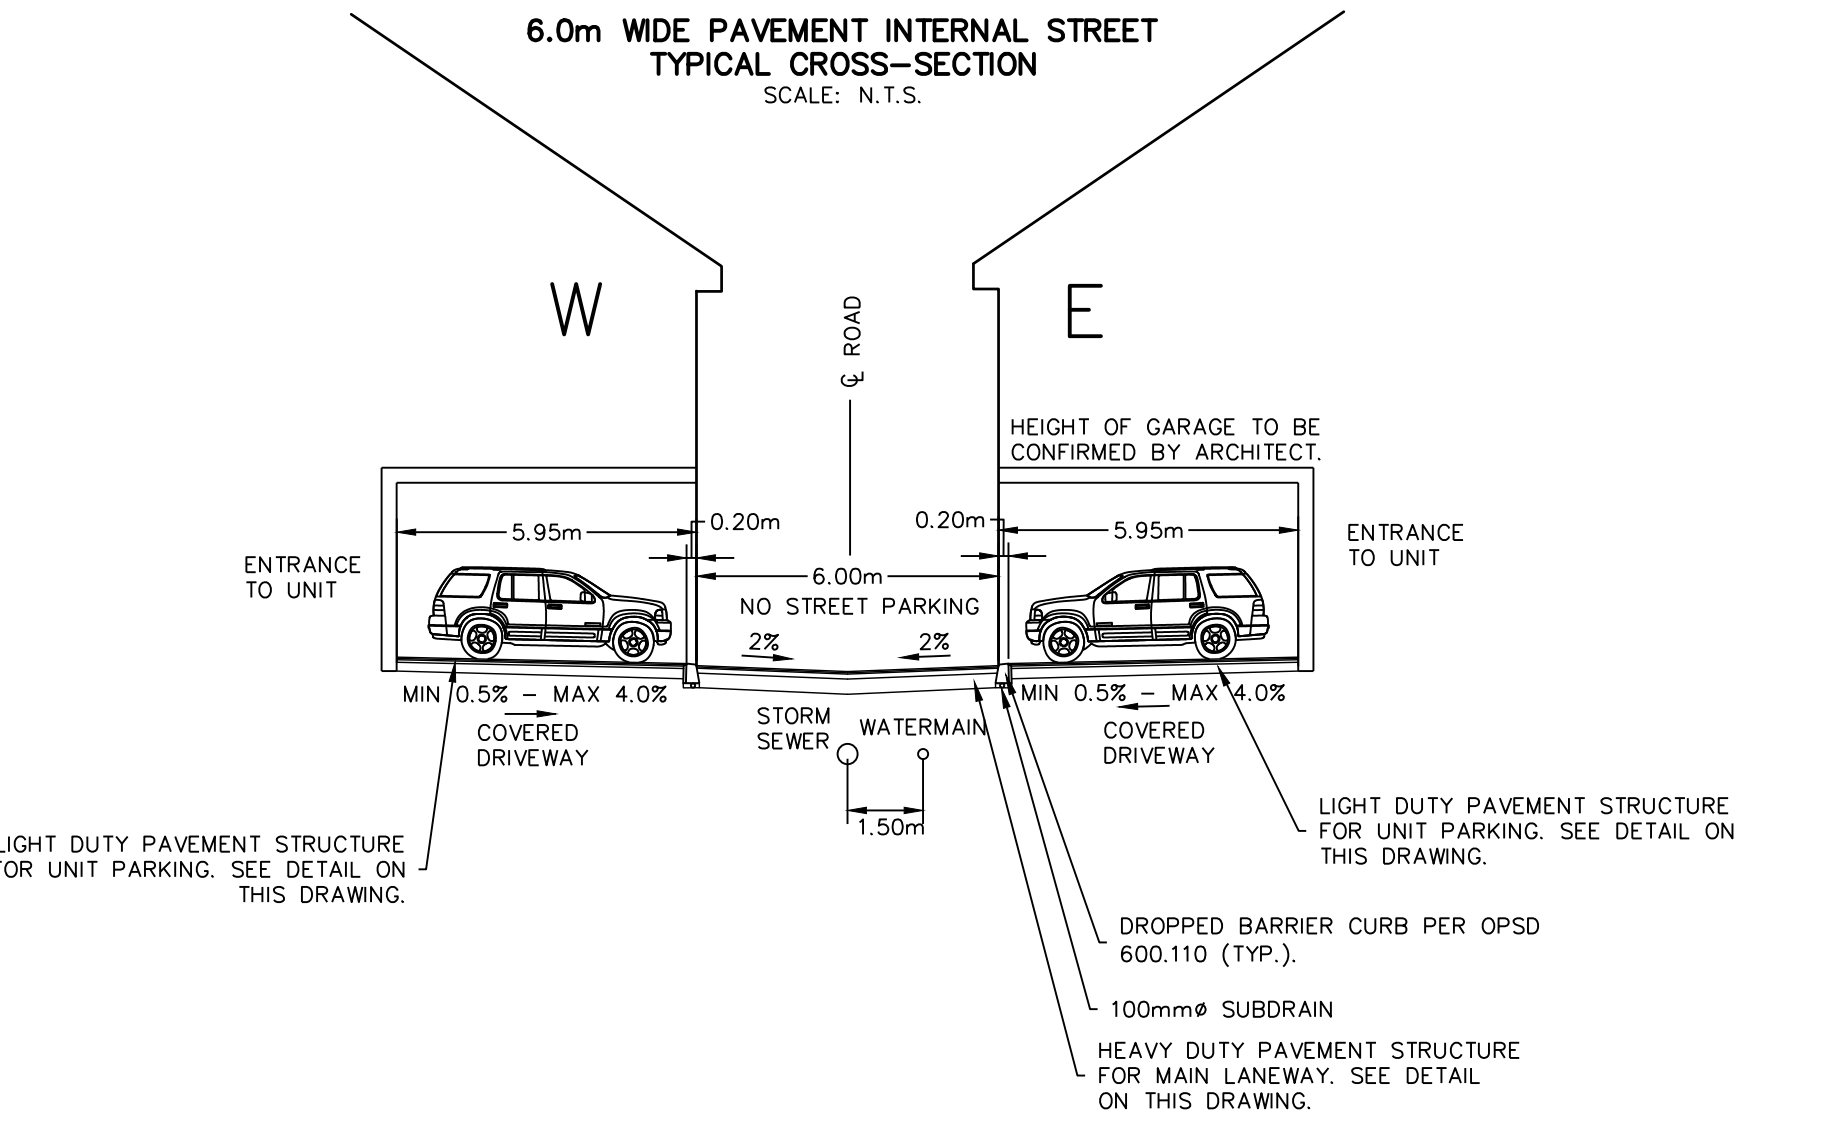 6.0m WIDE PAVEMENT INTERNAL STREET
TYPICAL CROSS-SECTION
SCALE: N.T.S.
W
E
℄ ROAD
HEIGHT OF GARAGE TO BE
CONFIRMED BY ARCHITECT.
5.95m
0.20m
0.20m
5.95m
ENTRANCE
TO UNIT
ENTRANCE
TO UNIT
6.00m
NO STREET PARKING
2%
2%
MIN 0.5% - MAX 4.0%
COVERED
DRIVEWAY
STORM
SEWER
WATERMAIN
MIN 0.5% - MAX 4.0%
COVERED
DRIVEWAY
1.50m
LIGHT DUTY PAVEMENT STRUCTURE
FOR UNIT PARKING. SEE DETAIL ON
THIS DRAWING.
LIGHT DUTY PAVEMENT STRUCTURE
FOR UNIT PARKING. SEE DETAIL ON
THIS DRAWING.
DROPPED BARRIER CURB PER OPSD
600.110 (TYP.).
100mmø SUBDRAIN
HEAVY DUTY PAVEMENT STRUCTURE
FOR MAIN LANEWAY. SEE DETAIL
ON THIS DRAWING.